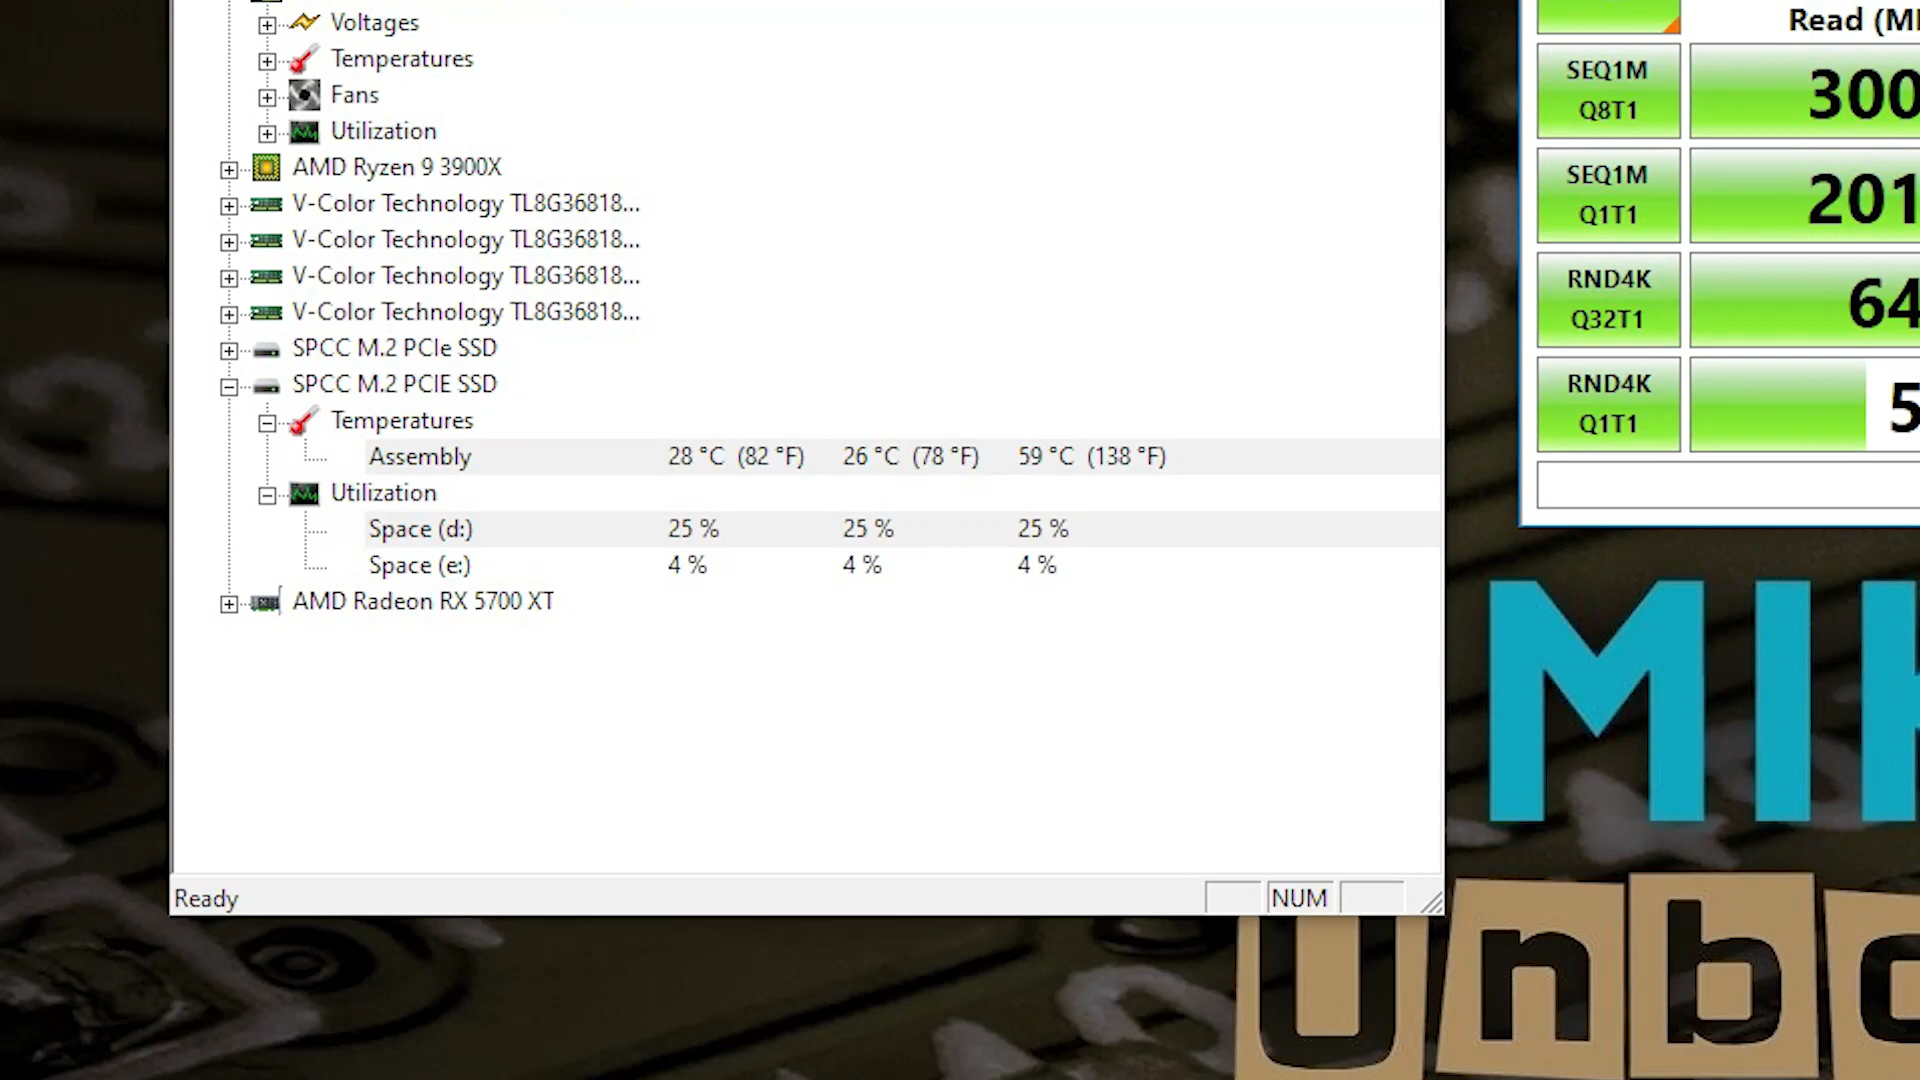 Voltages
Temperatures
Fans
Utilization
AMD Ryzen 9 3900X
V-Color Technology TL8G36818...
V-Color Technology TL8G36818...
V-Color Technology TL8G36818...
V-Color Technology TL8G36818...
SPCC M.2 PCIe SSD
SPCC M.2 PCIE SSD
Temperatures
Assembly 28 °C (82 °F) 26 °C (78 °F) 59 °C (138 °F)
Utilization
Space (d:) 25 % 25 % 25 %
Space (e:) 4 % 4 % 4 %
AMD Radeon RX 5700 XT
Ready NUM
Read (M
SEQ1M
Q8T1
300
SEQ1M
Q1T1
201
RND4K
Q32T1
64
RND4K
Q1T1
5
MI
Unb